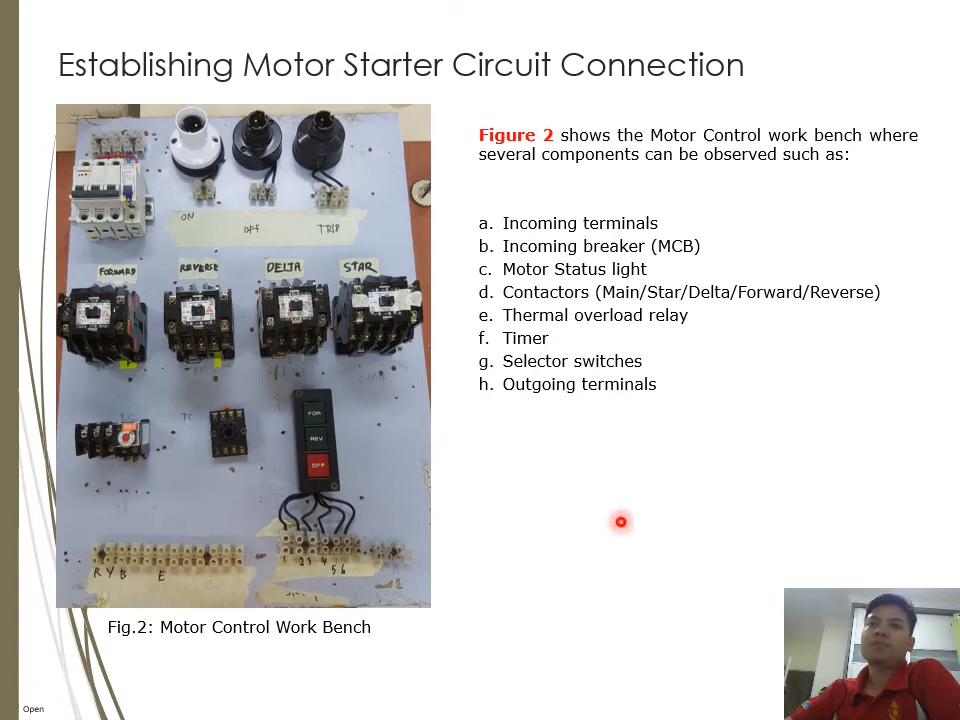 Establishing Motor Starter Circuit Connection
ON
OFF
TRIP
FORWARD
REVERSE
DELTA
STAR
TC
FOR
REV
OFF
1 2 3 4
5 6
R Y B E
E
Fig.2: Motor Control Work Bench
Figure 2 shows the Motor Control work bench where
several components can be observed such as:
a. Incoming terminals
b. Incoming breaker (MCB)
c. Motor Status light
d. Contactors (Main/Star/Delta/Forward/Reverse)
e. Thermal overload relay
f. Timer
g. Selector switches
h. Outgoing terminals
Open